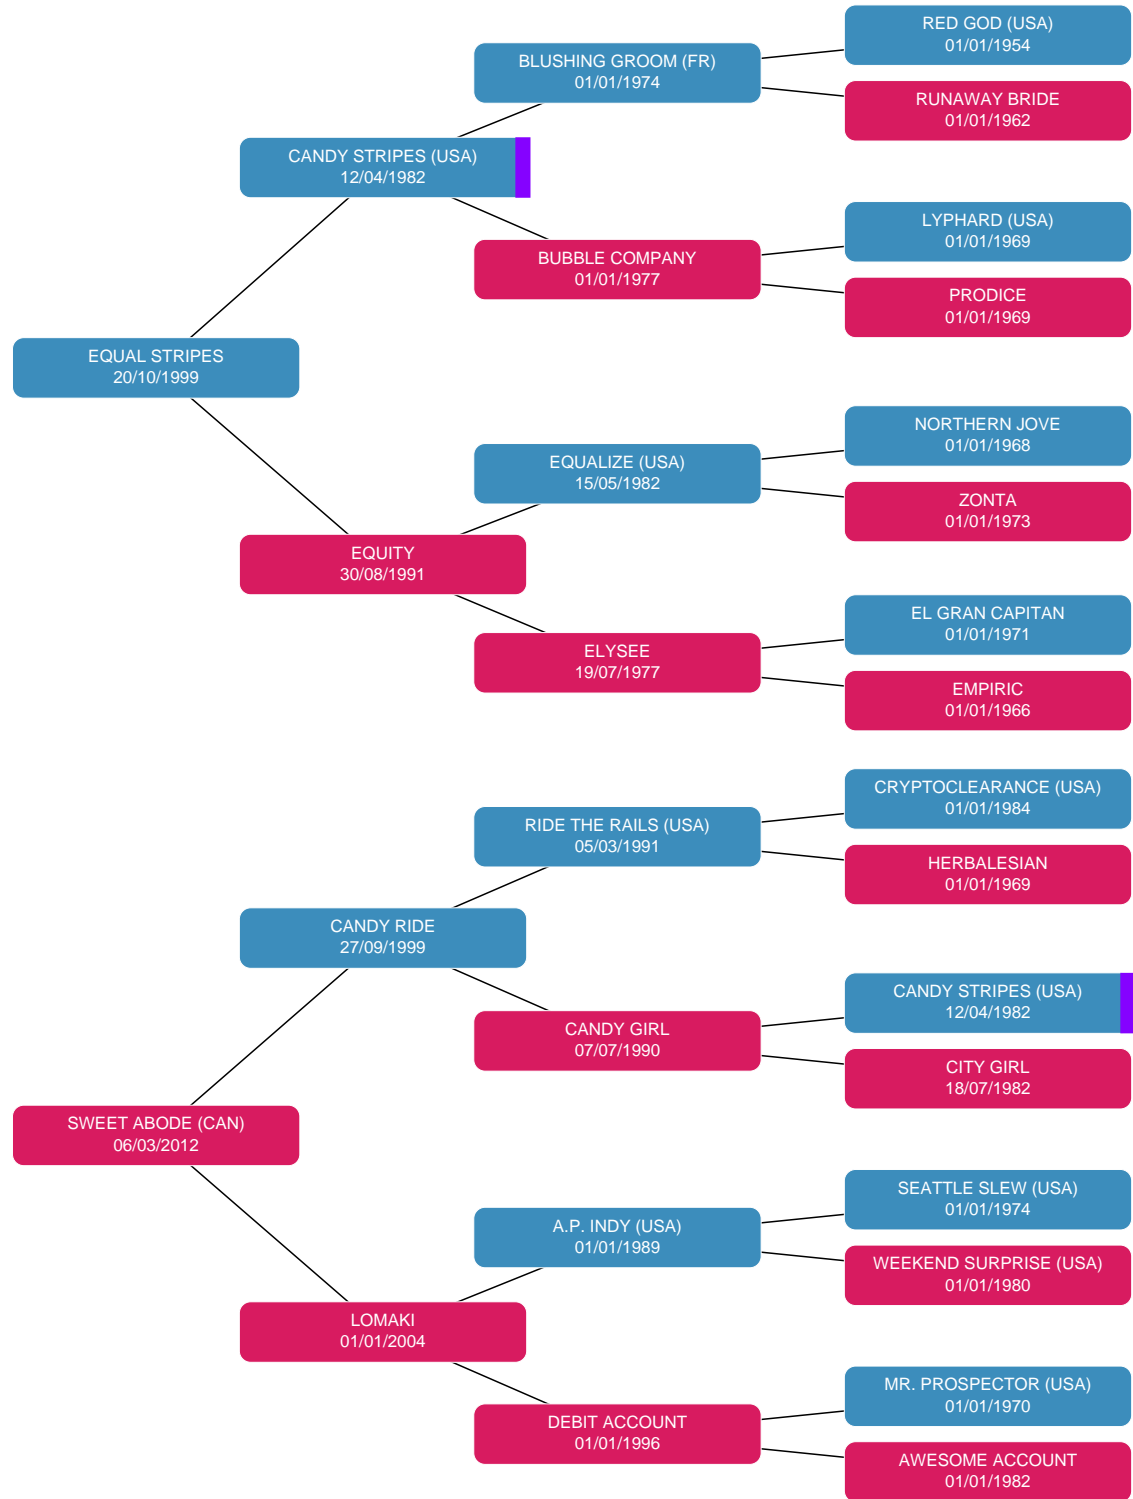 RED GOD (USA)
01/01/1954
BLUSHING GROOM (FR)
01/01/1974
RUNAWAY BRIDE
01/01/1962
CANDY STRIPES (USA)
12/04/1982
LYPHARD (USA)
01/01/1969
BUBBLE COMPANY
01/01/1977
PRODICE
01/01/1969
EQUAL STRIPES
20/10/1999
NORTHERN JOVE
01/01/1968
EQUALIZE (USA)
15/05/1982
ZONTA
01/01/1973
EQUITY
30/08/1991
EL GRAN CAPITAN
01/01/1971
ELYSEE
19/07/1977
EMPIRIC
01/01/1966
CRYPTOCLEARANCE (USA)
01/01/1984
RIDE THE RAILS (USA)
05/03/1991
HERBALESIAN
01/01/1969
CANDY RIDE
27/09/1999
CANDY STRIPES (USA)
12/04/1982
CANDY GIRL
07/07/1990
CITY GIRL
18/07/1982
SWEET ABODE (CAN)
06/03/2012
SEATTLE SLEW (USA)
01/01/1974
A.P. INDY (USA)
01/01/1989
WEEKEND SURPRISE (USA)
01/01/1980
LOMAKI
01/01/2004
MR. PROSPECTOR (USA)
01/01/1970
DEBIT ACCOUNT
01/01/1996
AWESOME ACCOUNT
01/01/1982